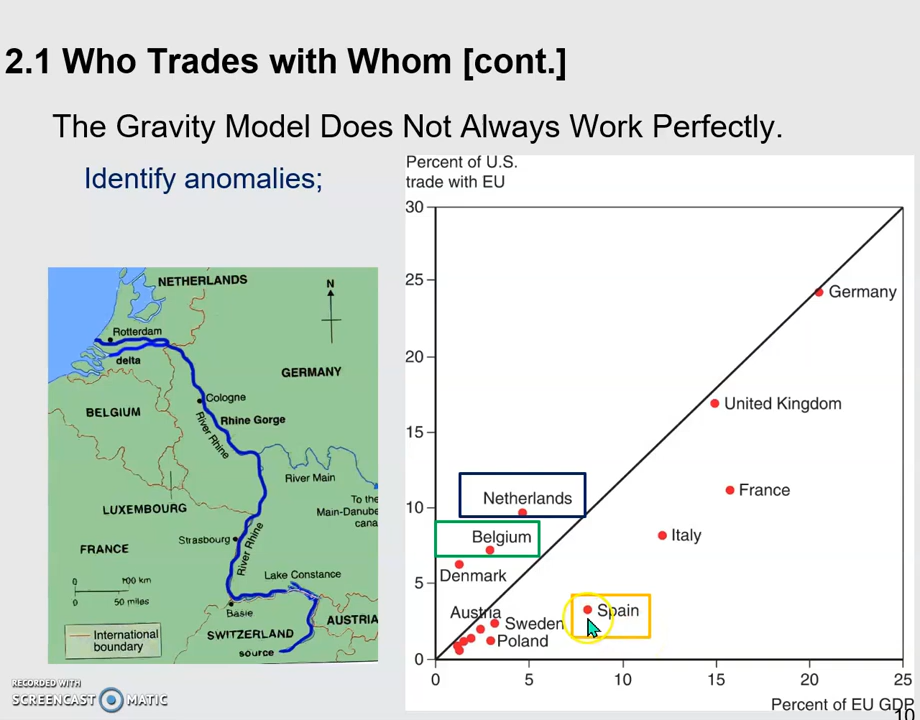 2.1 Who Trades with Whom [cont.]
The Gravity Model Does Not Always Work Perfectly.
Identify anomalies;
NETHERLANDS
N
Rotterdam
delta
GERMANY
Cologne
BELGIUM
Rhine Gorge
River Rhine
River Main
To the
Main-Danube
cana
LUXEMBOURG
Strasbourg
River Rhine
FRANCE
Lake Constance
0
100 km
0
50 miles
Basie
AUSTRIA
SWITZERLAND
source
International
boundary
RECORDED WITH
SCREENCAST MATIC
Percent of U.S.
trade with EU
30
25
20
15
10
5
0
Germany
United Kingdom
France
Netherlands
Italy
Belgium
Denmark
Spain
Austria
Sweden
Poland
0 5 10 15 20 25
Percent of EU GDP
10